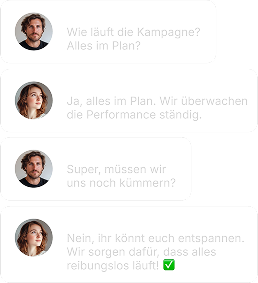 Wie läuft die Kampagne?
Alles im Plan?
Ja, alles im Plan. Wir überwachen
die Performance ständig.
Super, müssen wir
uns noch kümmern?
Nein, ihr könnt euch entspannen.
Wir sorgen dafür, dass alles
reibungslos läuft! ✅